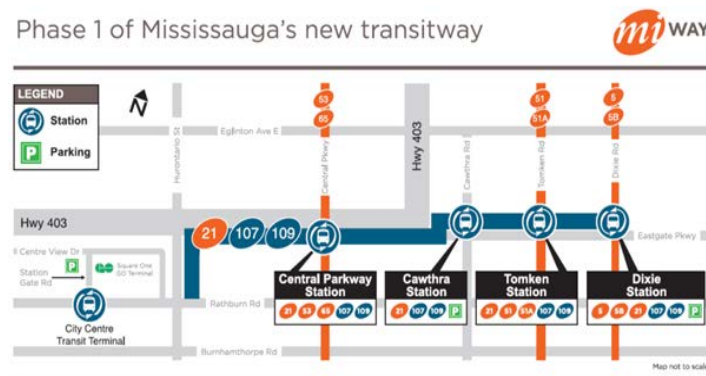 Phase 1 of Mississauga's new transitway
mi WAY
LEGEND
Station
P Parking
N
53
65
51
51A
5
5B
Eglinton Ave E
Hurontario St
Central Pkwy
Hwy 403
Cawthra Rd
Tomken Rd
Dixie Rd
Hwy 403
21 107 109
Eastgate Pkwy
Centre View Dr
P
GO
Square One
GO Terminal
Station
Gate Rd
City Centre
Transit Terminal
Rathburn Rd
Central Parkway
Station
21 53 65 107 109
Cawthra
Station
21 107 109 P
Tomken
Station
21 51 51A 107 109
Dixie
Station
5 5B 21 107 109 P
Burnhamthorpe Rd
Map not to scale